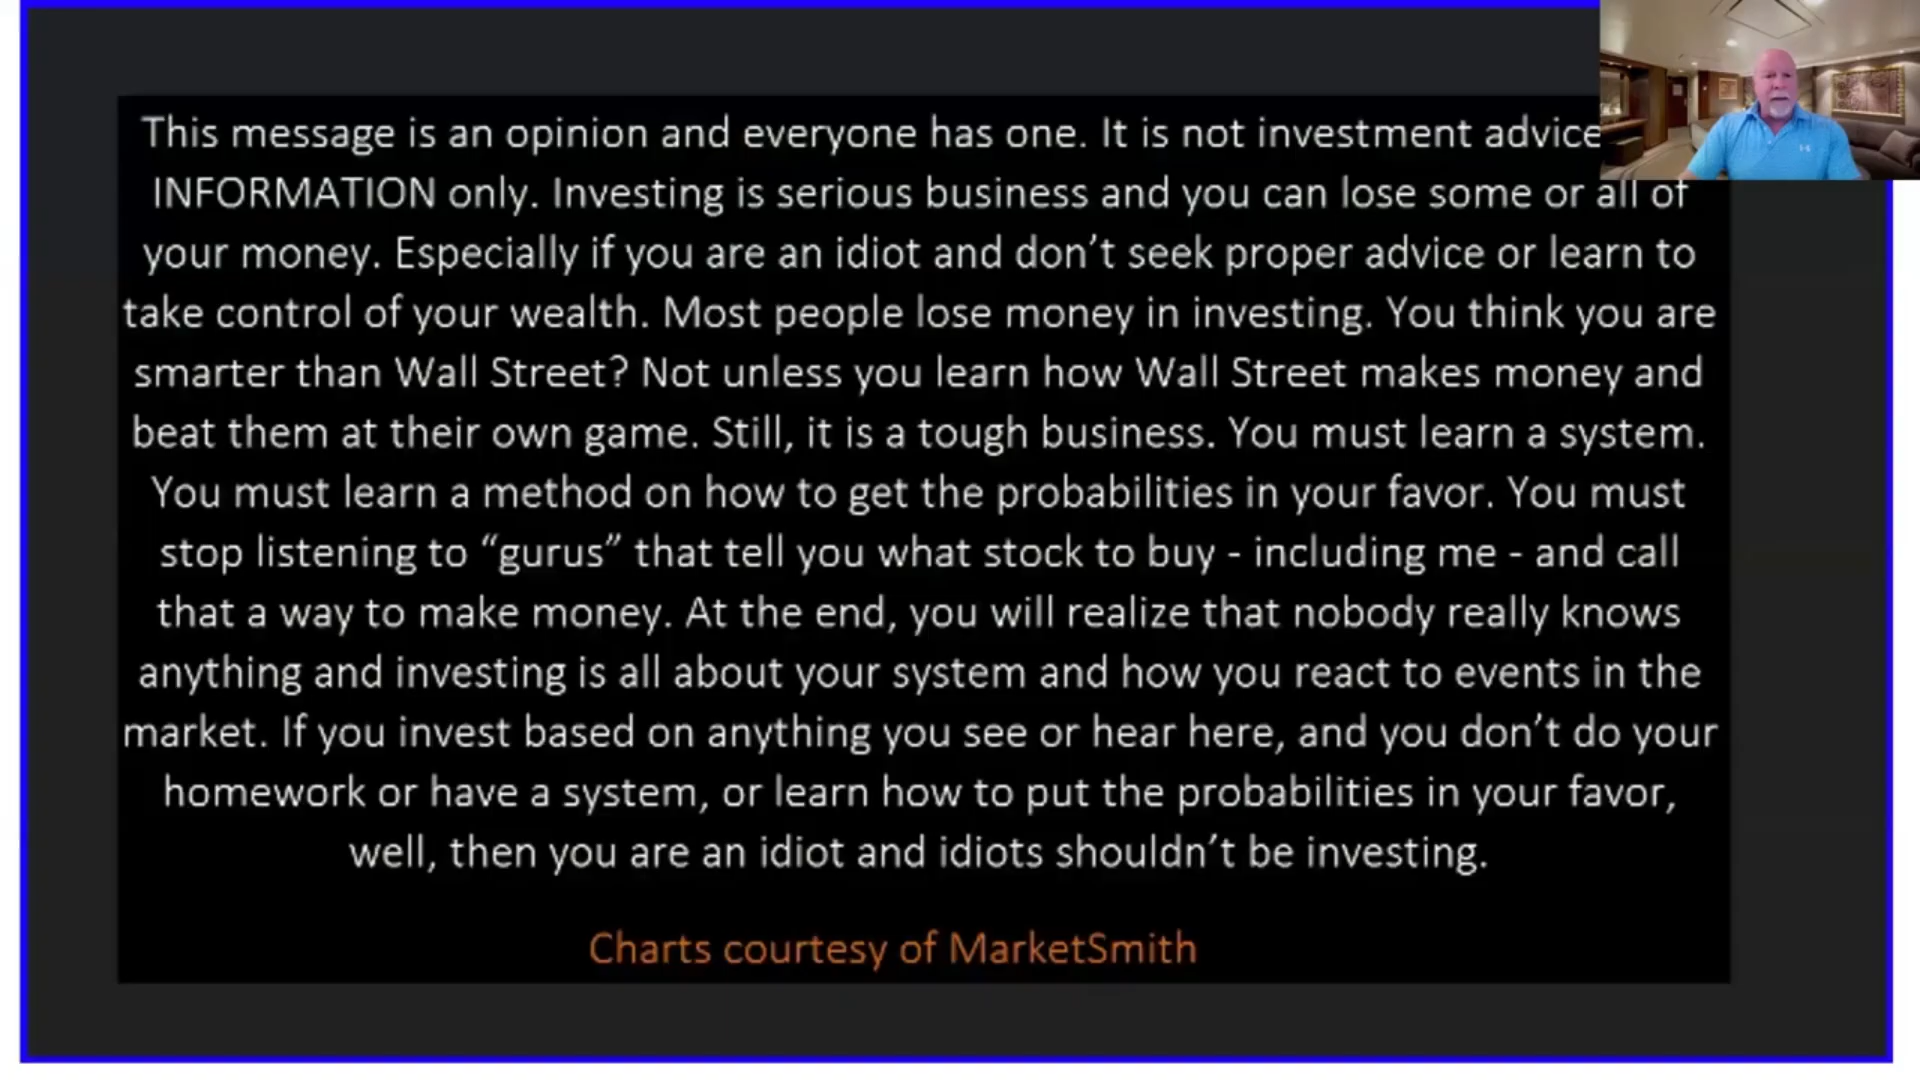 This message is an opinion and everyone has one. It is not investment advice
INFORMATION only. Investing is serious business and you can lose some or all of
your money. Especially if you are an idiot and don’t seek proper advice or learn to
take control of your wealth. Most people lose money in investing. You think you are
smarter than Wall Street? Not unless you learn how Wall Street makes money and
beat them at their own game. Still, it is a tough business. You must learn a system.
You must learn a method on how to get the probabilities in your favor. You must
stop listening to “gurus” that tell you what stock to buy - including me - and call
that a way to make money. At the end, you will realize that nobody really knows
anything and investing is all about your system and how you react to events in the
market. If you invest based on anything you see or hear here, and you don’t do your
homework or have a system, or learn how to put the probabilities in your favor,
well, then you are an idiot and idiots shouldn’t be investing.
Charts courtesy of MarketSmith